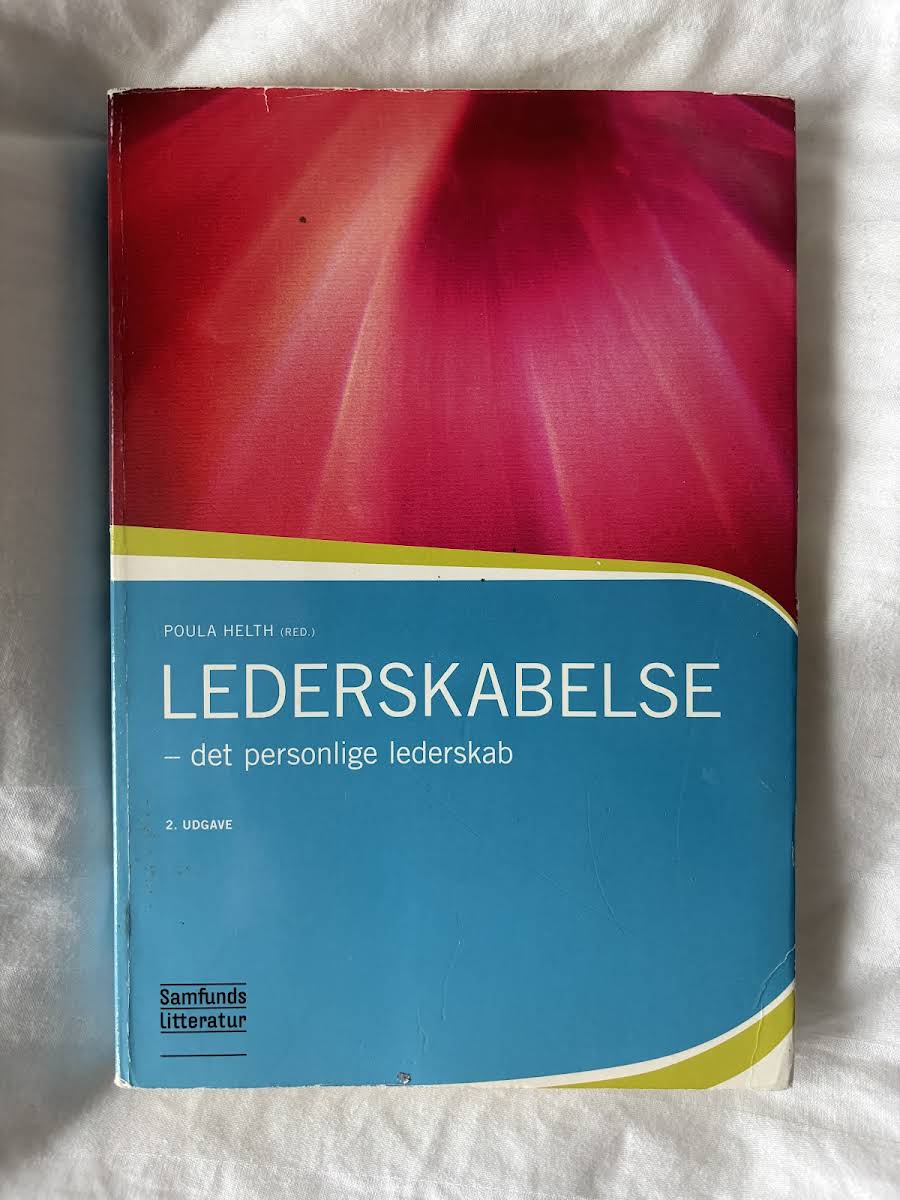 POULA HELTH (RED.)
LEDERSKABELSE
– det personlige lederskab
2. UDGAVE
Samfunds
litteratur